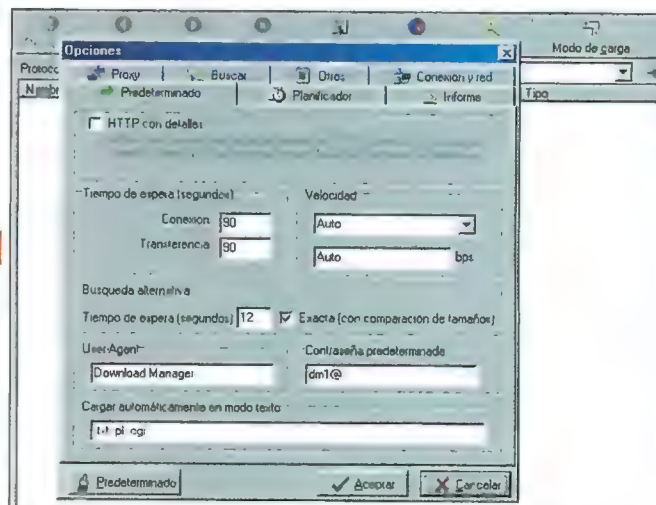 Modo de carga
Opciones
Protocc
Proxy Buscar Otros Conexion y red
Predeterminado Planificador Informe
Nombr Tipo
HTTP con detalles
Tiempo de espera (segundos) Velocidad
Conexion 90 Auto
Transferencia 90 Auto bps
Busqueda alternativa
Tiempo de espera (segundos) 12 Exacta (con comparación de tamaños)
User-Agent Contraseña predeterminada
Download Manager dm1@
Cargar automáticamente en modo texto
Predeterminado Aceptar Cancelar